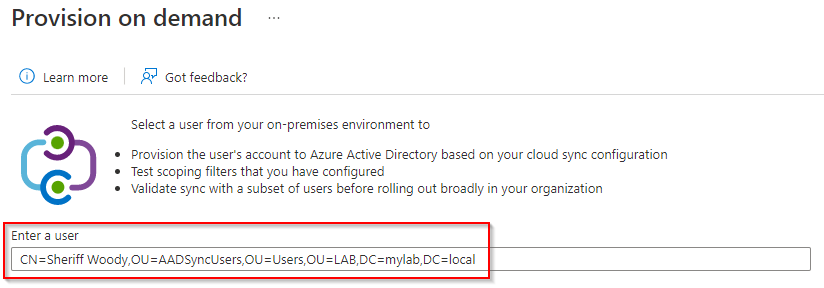 Provision on demand ...
Learn more Got feedback?
Select a user from your on-premises environment to
• Provision the user's account to Azure Active Directory based on your cloud sync configuration
• Test scoping filters that you have configured
• Validate sync with a subset of users before rolling out broadly in your organization
Enter a user
CN=Sheriff Woody,OU=AADSyncUsers,OU=Users,OU=LAB,DC=mylab,DC=local